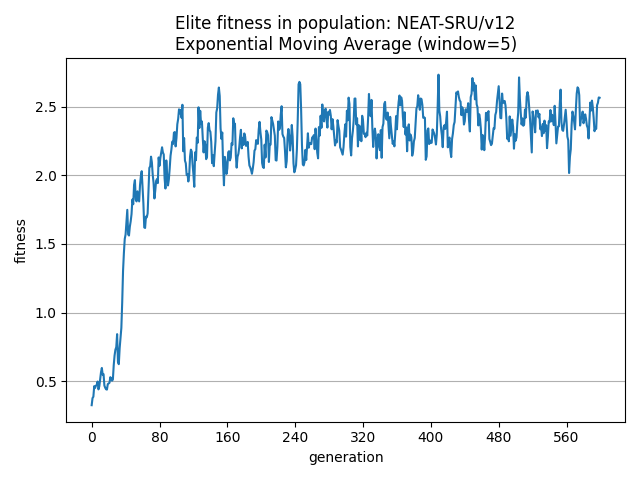 Elite fitness in population: NEAT-SRU/v12
Exponential Moving Average (window=5)
fitness
2.5
2.0
1.5
1.0
0.5
0 80 160 240 320 400 480 560
generation